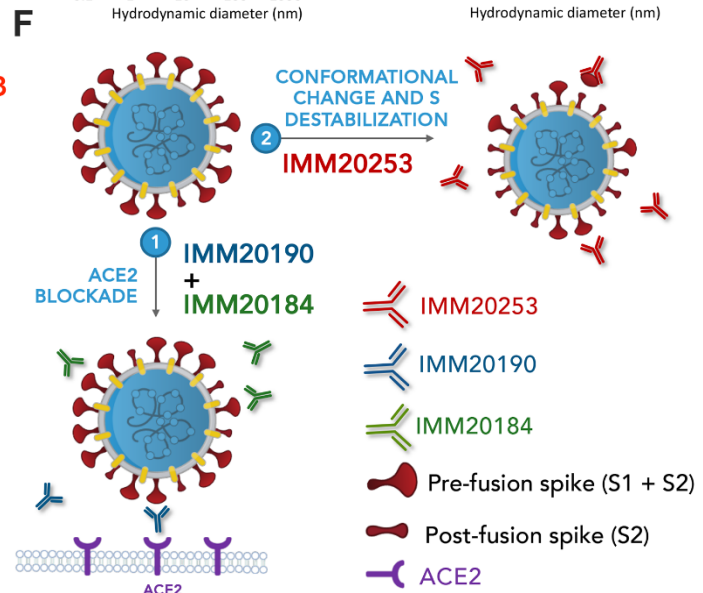 Hydrodynamic diameter (nm)
Hydrodynamic diameter (nm)
F
CONFORMATIONAL
CHANGE AND S
DESTABILIZATION
2
IMM20253
1
IMM20190
+
IMM20184
ACE2
BLOCKADE
IMM20253
IMM20190
IMM20184
Pre-fusion spike (S1 + S2)
Post-fusion spike (S2)
ACE2
ACE2